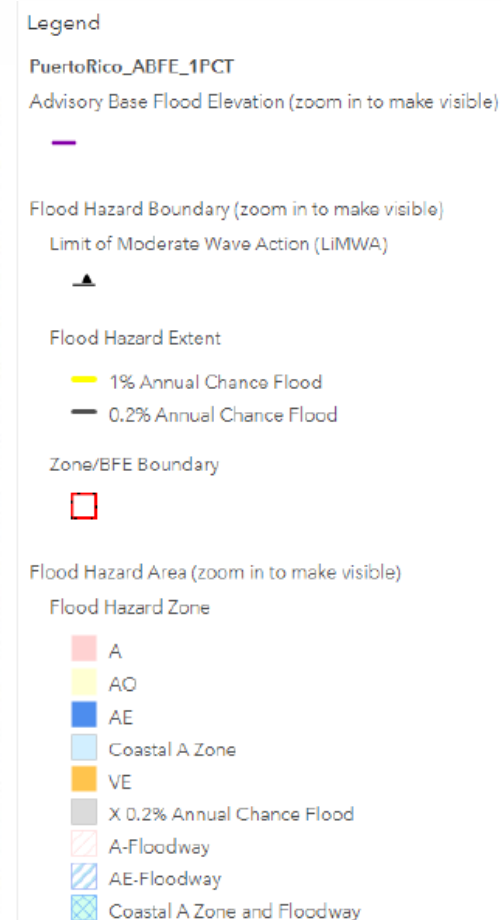 Legend
PuertoRico_ABFE_1PCT
Advisory Base Flood Elevation (zoom in to make visible)
Flood Hazard Boundary (zoom in to make visible)
Limit of Moderate Wave Action (LiMWA)
Flood Hazard Extent
1% Annual Chance Flood
0.2% Annual Chance Flood
Zone/BFE Boundary
Flood Hazard Area (zoom in to make visible)
Flood Hazard Zone
A
AO
AE
Coastal A Zone
VE
X 0.2% Annual Chance Flood
A-Floodway
AE-Floodway
Coastal A Zone and Floodway